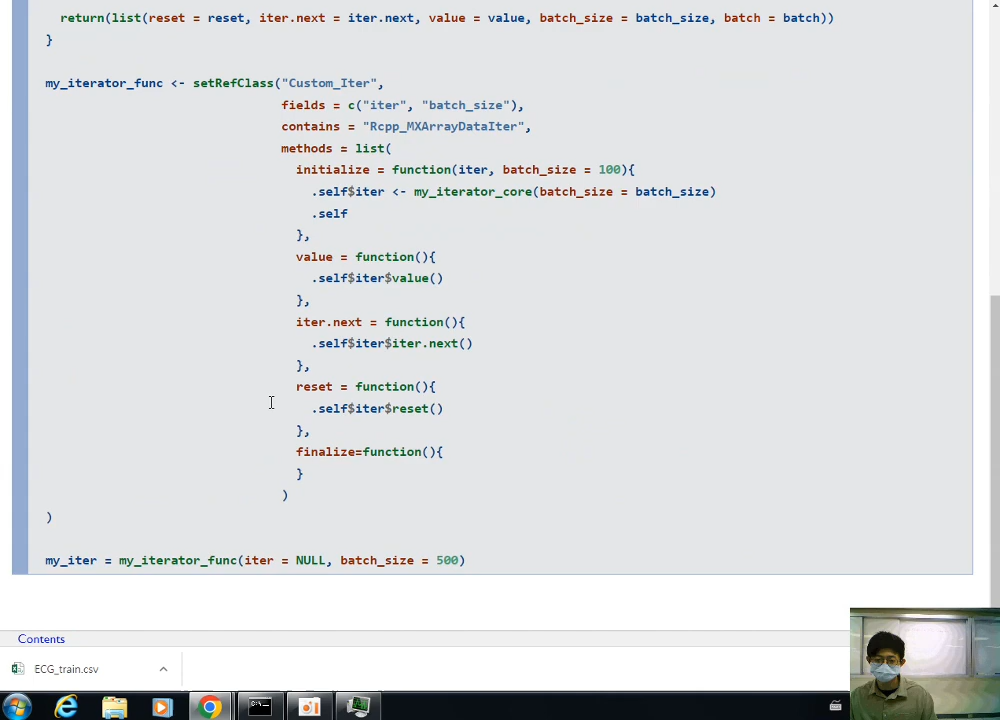 return(list(reset = reset, iter.next = iter.next, value = value, batch_size = batch_size, batch = batch))
}
my_iterator_func <- setRefClass("Custom_Iter",
fields = c("iter", "batch_size"),
contains = "Rcpp_MXArrayDataIter",
methods = list(
initialize = function(iter, batch_size = 100){
.self$iter <- my_iterator_core(batch_size = batch_size)
.self
},
value = function(){
.self$iter$value()
},
iter.next = function(){
.self$iter$iter.next()
},
reset = function(){
.self$iter$reset()
},
finalize=function(){
}
)
)
my_iter = my_iterator_func(iter = NULL, batch_size = 500)
Contents
ECG_train.csv